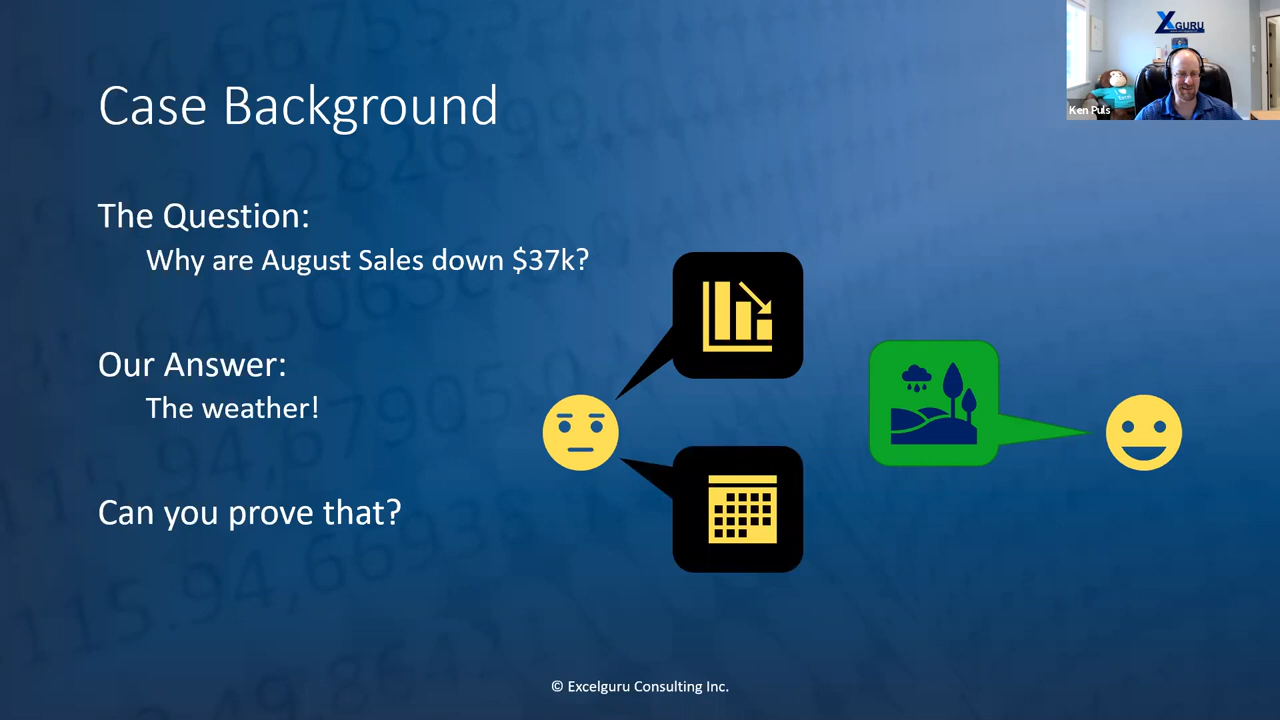 Case Background
The Question:
Why are August Sales down $37k?
Our Answer:
The weather!
Can you prove that?
© Excelguru Consulting Inc.
XGURU
Ken Puls